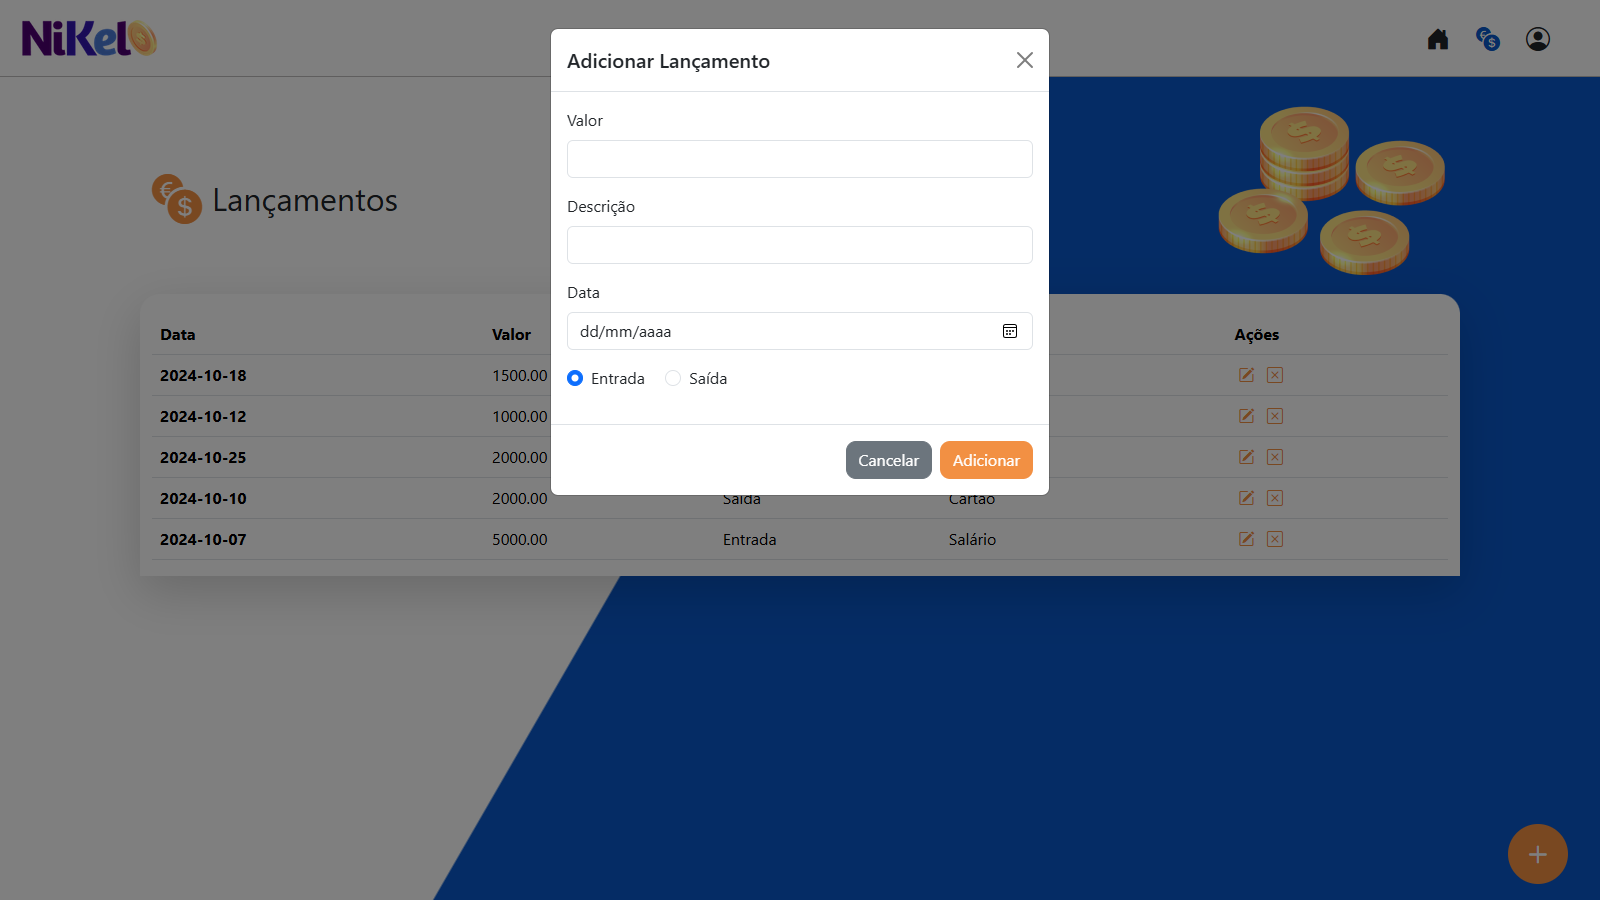 NiKel
Adicionar Lançamento
Valor
Descrição
Data
dd/mm/aaaa
Entrada Saída
Cancelar Adicionar
Lançamentos
Data Valor Ações
2024-10-18 1500.00
2024-10-12 1000.00
2024-10-25 2000.00
2024-10-10 2000.00 Saída Cartão
2024-10-07 5000.00 Entrada Salário
+